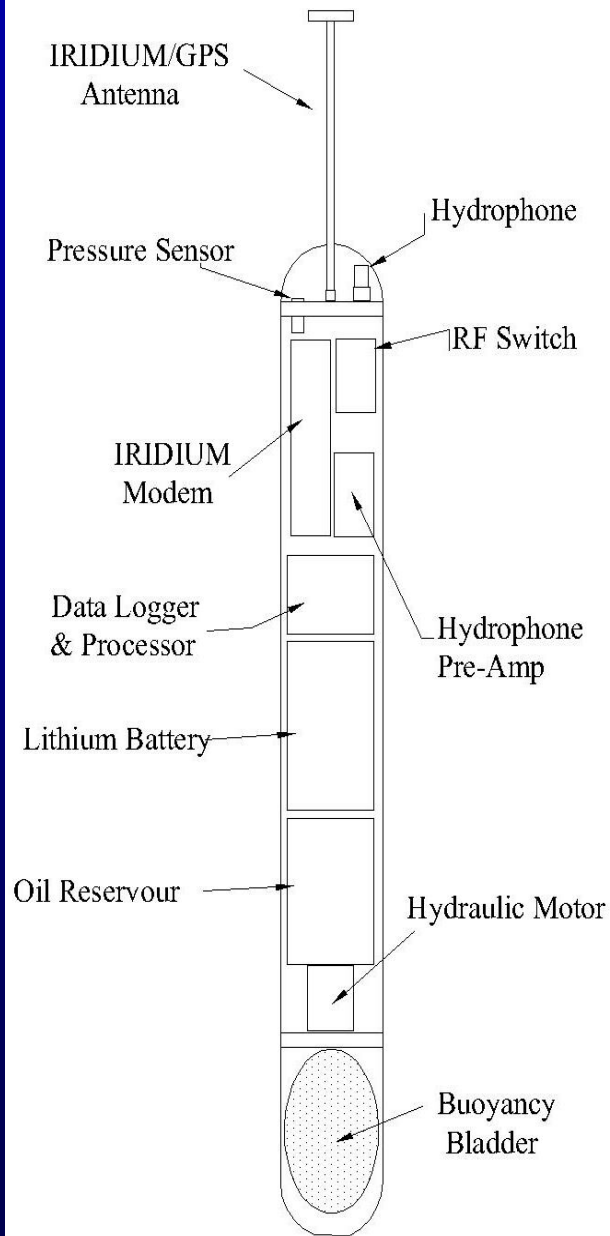 IRIDIUM/GPS
Antenna
Hydrophone
Pressure Sensor
RF Switch
IRIDIUM
Modem
Data Logger
& Processor
Hydrophone
Pre-Amp
Lithium Battery
Oil Reservour
Hydraulic Motor
Buoyancy
Bladder